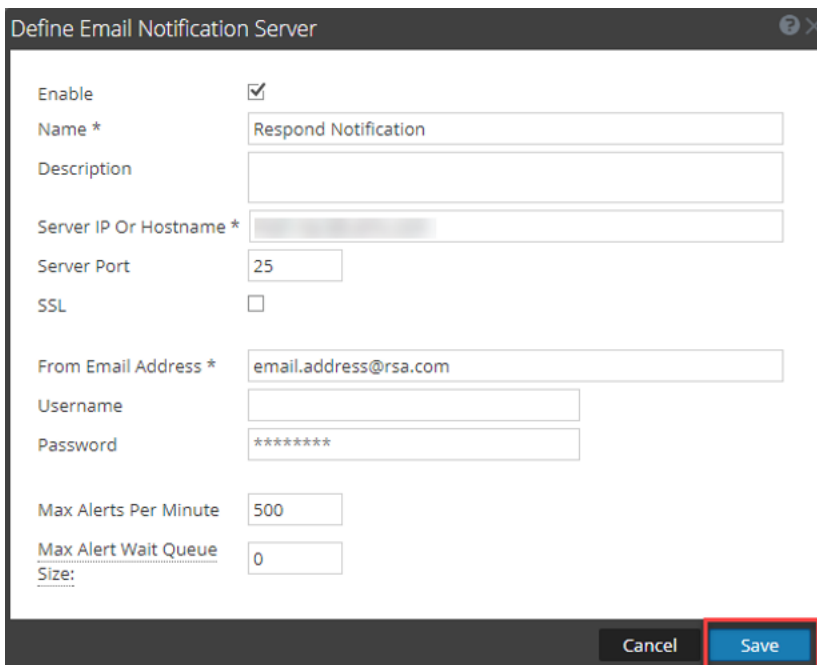 Define Email Notification Server
Enable
Name * Respond Notification
Description
Server IP Or Hostname *
Server Port 25
SSL
From Email Address * email.address@rsa.com
Username
Password ********
Max Alerts Per Minute 500
Max Alert Wait Queue
Size: 0
Cancel Save